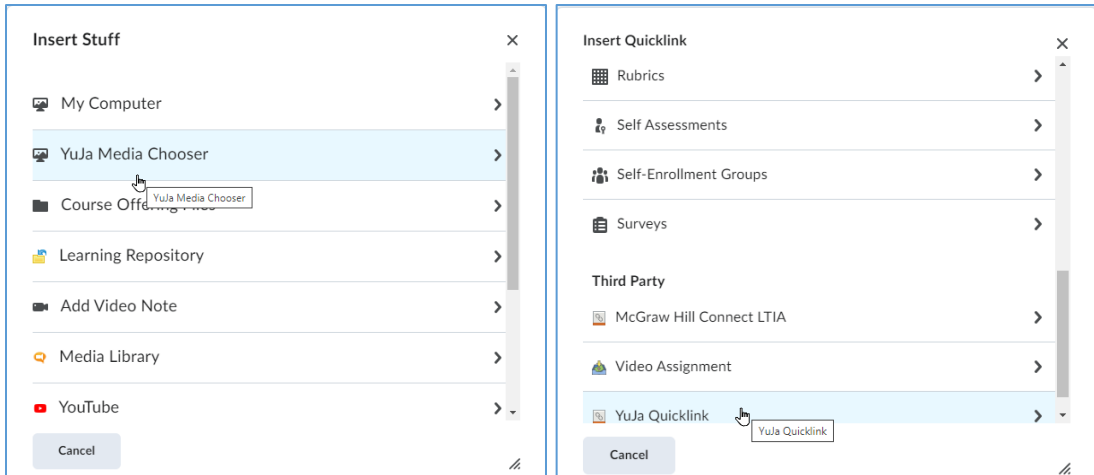 Insert Stuff
My Computer
YuJa Media Chooser
YuJa Media Chooser
Course Offering Files
Learning Repository
Add Video Note
Media Library
YouTube
Cancel
Insert Quicklink
Rubrics
Self Assessments
Self-Enrollment Groups
Surveys
Third Party
McGraw Hill Connect LTIA
Video Assignment
YuJa Quicklink
YuJa Quicklink
Cancel